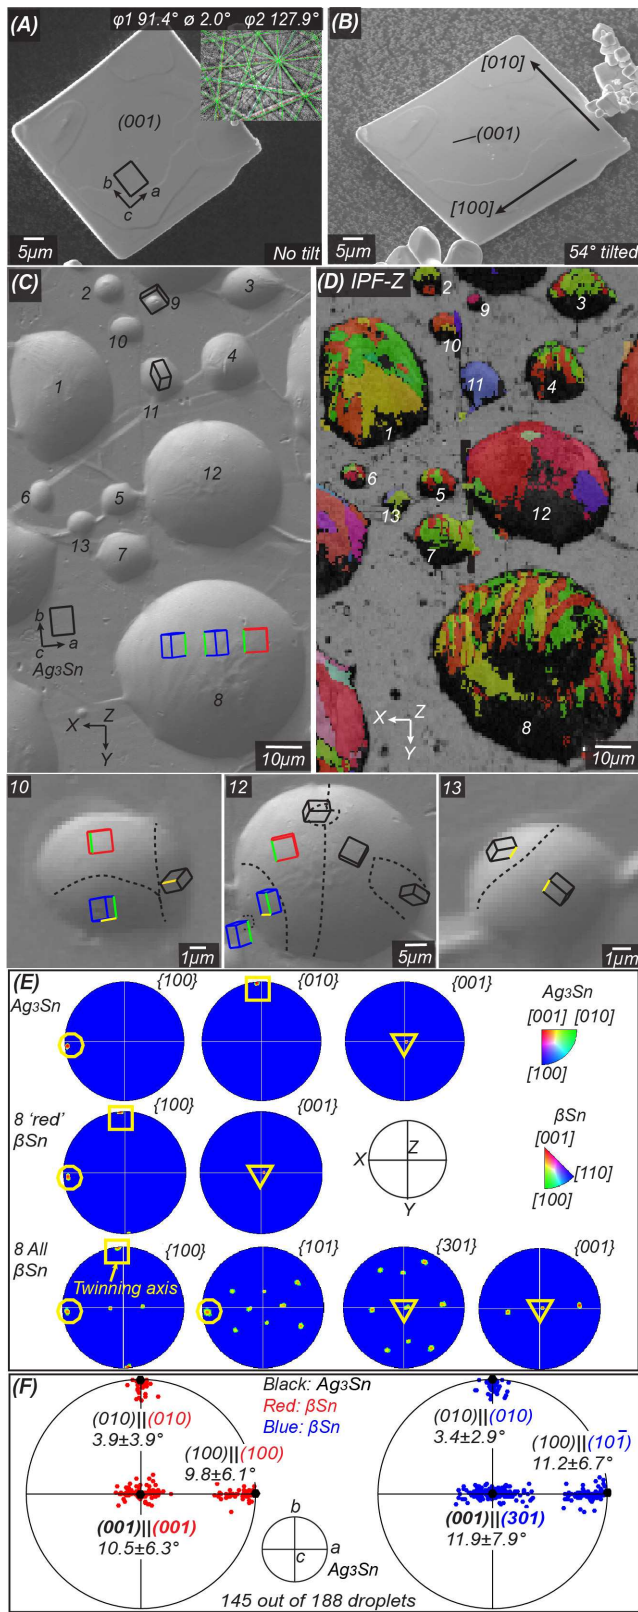 (A) φ1 91.4° ø 2.0° φ2 127.9°
(001)
b a
c
5µm No tilt
(B)
[010]
(001)
[100]
5µm 54° tilted
(C)
2 9 3
10
1 11 4
12
6 5
13
7
b
c a
Ag₃Sn
8
X Z
Y
10µm
(D) IPF-Z
2 9 3
10
11 4
1
6 5
13 12
7
X Z
Y
8
10µm
10
1µm
12
5µm
13
1µm
(E)
Ag₃Sn {100} {010} {001}
Ag₃Sn
[001] [010]
[100]
8 'red' βSn {100} {001}
X Z
Y
βSn
[001]
[110]
[100]
8 All βSn {100} {101} {301} {001}
Twinning axis
(F)
Black: Ag₃Sn
Red: βSn
Blue: βSn
(010)||(010)
3.9±3.9°
(100)||(100)
9.8±6.1°
(001)||(001)
10.5±6.3°
(010)||(010)
3.4±2.9°
(100)||(101̄)
11.2±6.7°
(001)||(301)
11.9±7.9°
b
c a
Ag₃Sn
145 out of 188 droplets